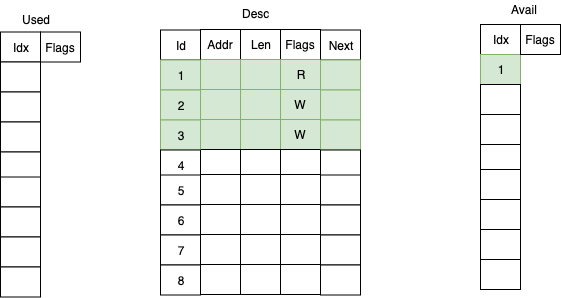 Used
Idx Flags
Desc
Id Addr Len Flags Next
1 R
2 W
3 W
4
5
6
7
8
Avail
Idx Flags
1